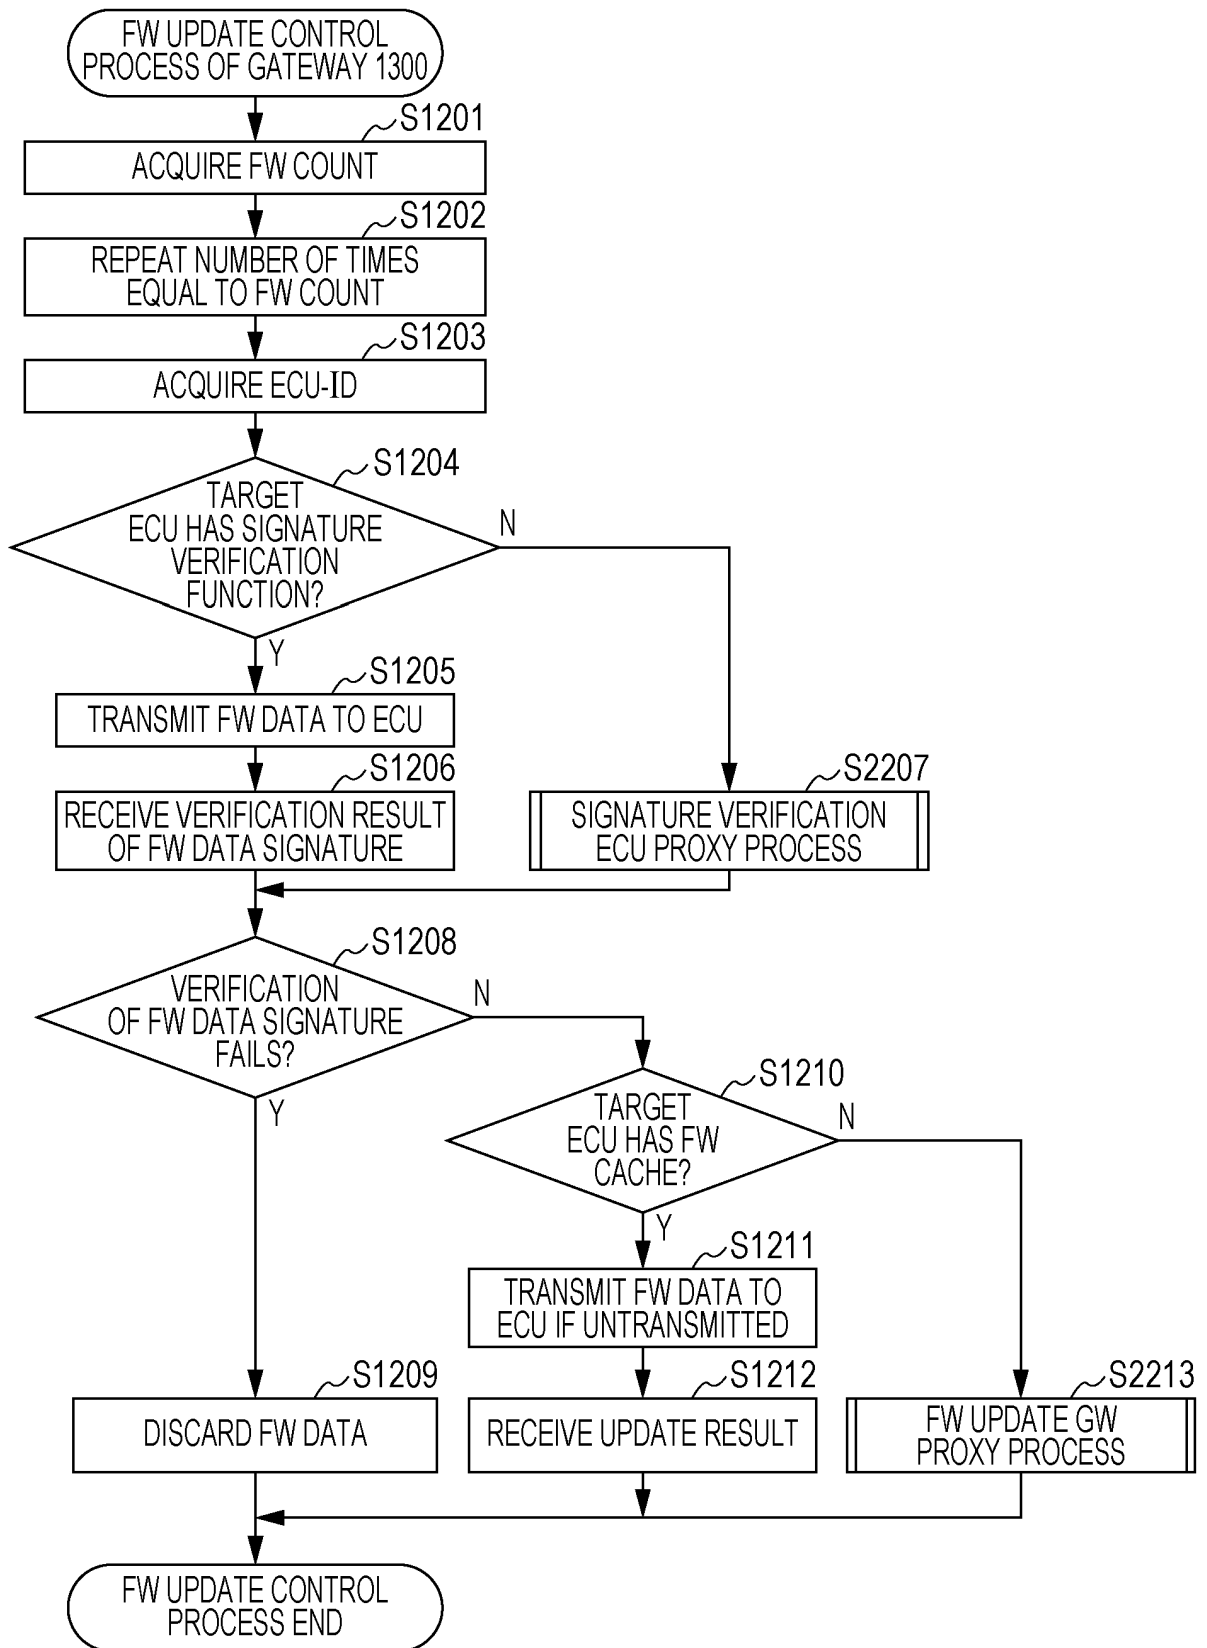 FW UPDATE CONTROL
PROCESS OF GATEWAY 1300
S1201
ACQUIRE FW COUNT
S1202
REPEAT NUMBER OF TIMES
EQUAL TO FW COUNT
S1203
ACQUIRE ECU-ID
S1204
TARGET
ECU HAS SIGNATURE
VERIFICATION
FUNCTION?
N
Y
S1205
TRANSMIT FW DATA TO ECU
S1206
RECEIVE VERIFICATION RESULT
OF FW DATA SIGNATURE
S2207
SIGNATURE VERIFICATION
ECU PROXY PROCESS
S1208
VERIFICATION
OF FW DATA SIGNATURE
FAILS?
N
Y
S1210
TARGET
ECU HAS FW
CACHE?
N
Y
S1211
TRANSMIT FW DATA TO
ECU IF UNTRANSMITTED
S1209
DISCARD FW DATA
S1212
RECEIVE UPDATE RESULT
S2213
FW UPDATE GW
PROXY PROCESS
FW UPDATE CONTROL
PROCESS END